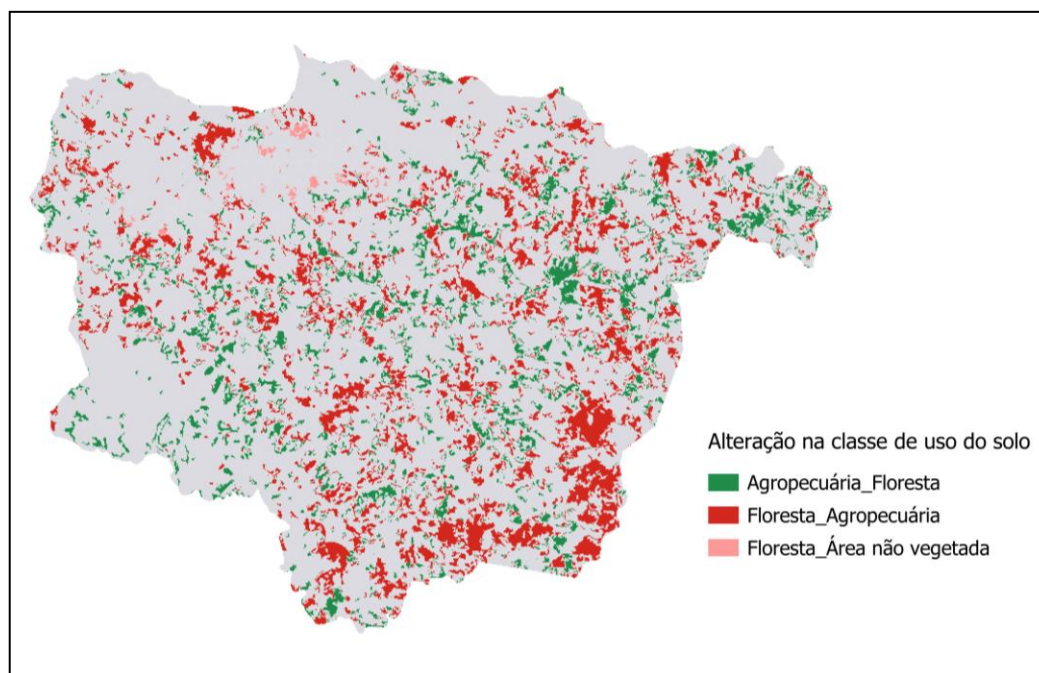 Alteração na classe de uso do solo
Agropecuária_Floresta
Floresta_Agropecuária
Floresta_Área não vegetada